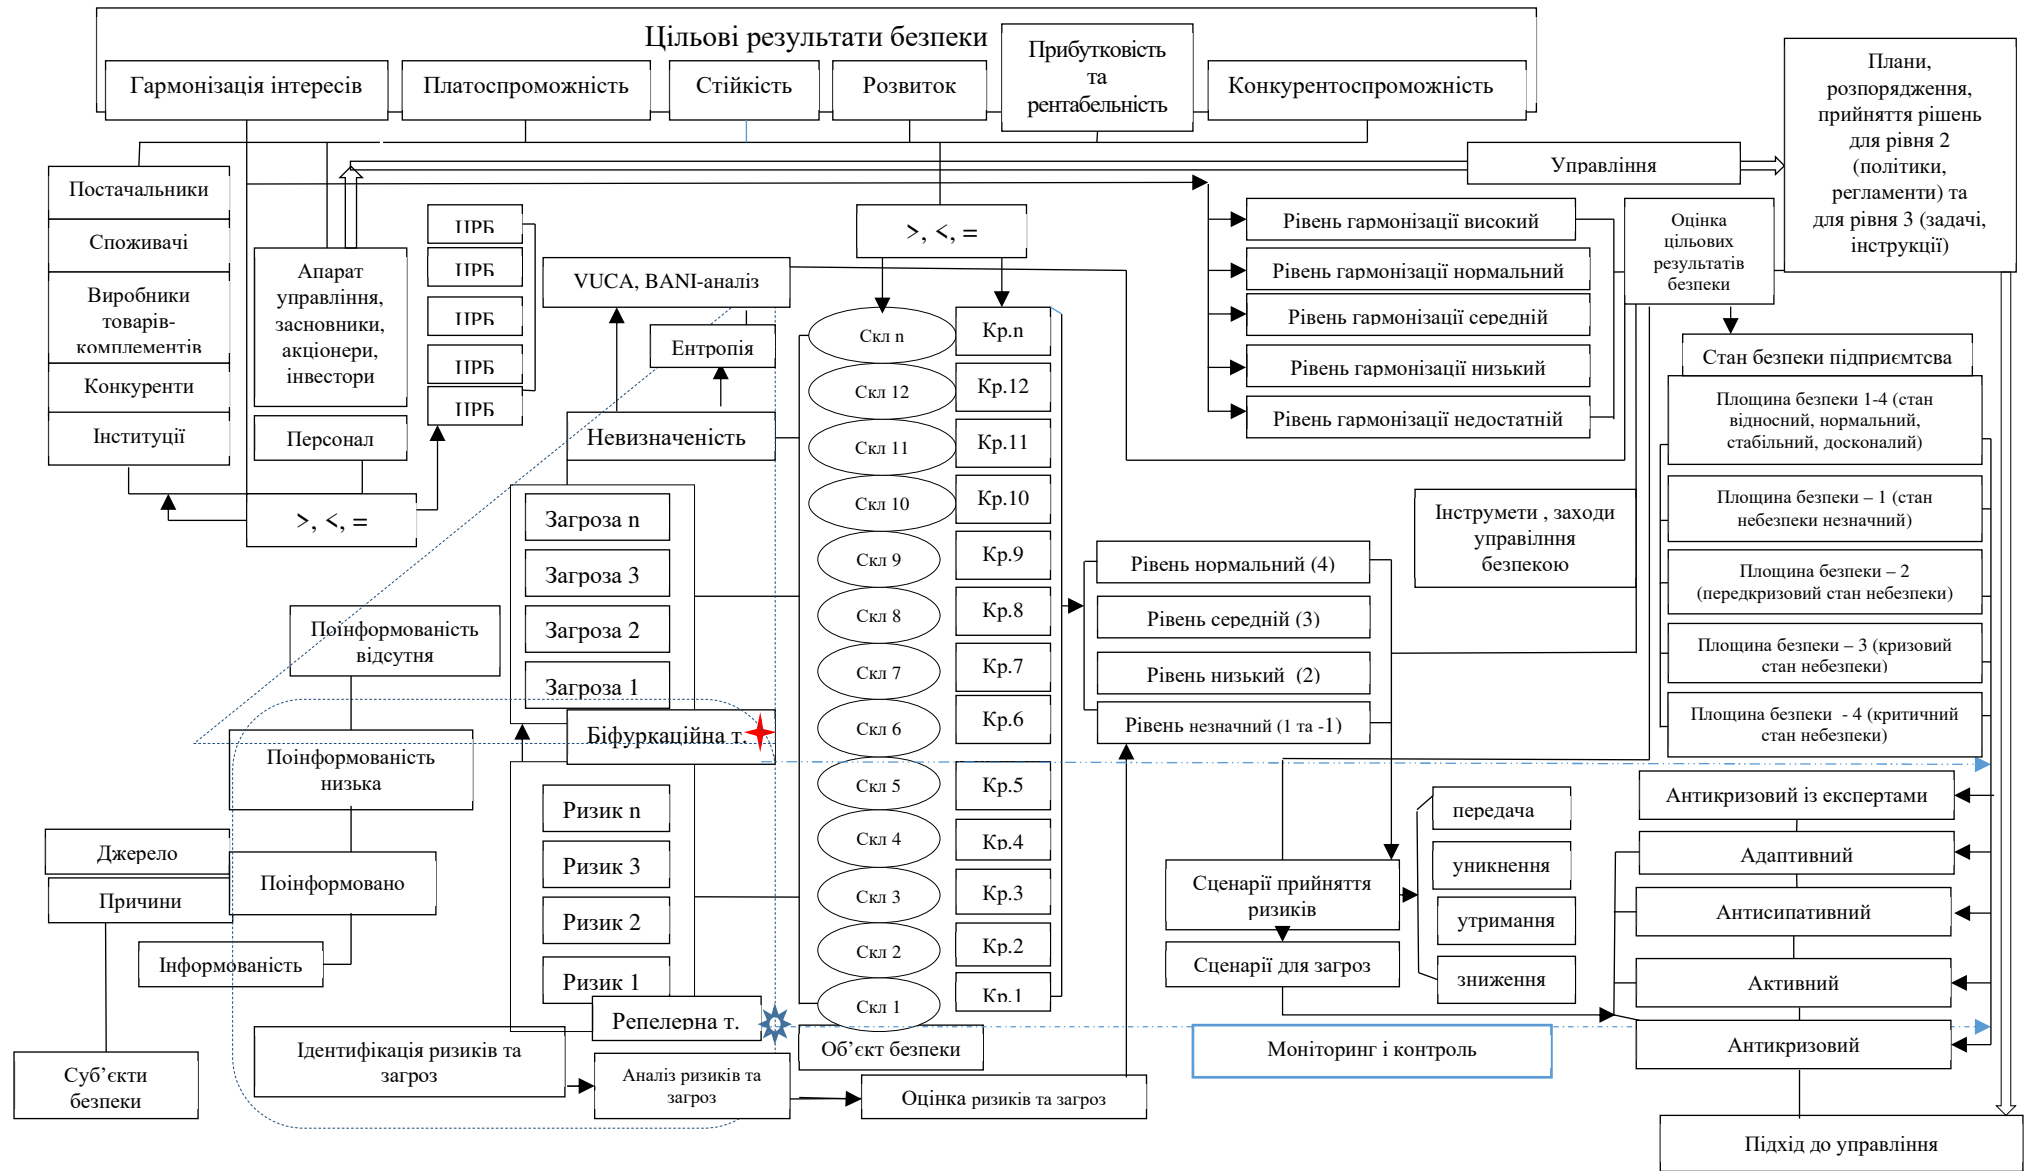 Цільові результати безпеки
Гармонізація інтересів
Платоспроможність
Стійкість
Розвиток
Прибутковість
та
рентабельність
Конкурентоспроможність
Плани,
розпорядження,
прийняття рішень
для рівня 2
(політики,
регламенти) та
для рівня 3 (задачі,
інструкції)
Управління
Постачальники
Споживачі
Виробники
товарів-
комплементів
Конкуренти
Інституції
Апарат
управління,
засновники,
акціонери,
інвестори
Персонал
>, <, =
ЦРБ
ЦРБ
ЦРБ
ЦРБ
ЦРБ
VUCA, BANI-аналіз
Ентропія
Невизначеність
>, <, =
Рівень гармонізації високий
Рівень гармонізації нормальний
Рівень гармонізації середній
Рівень гармонізації низький
Рівень гармонізації недостатній
Оцінка
цільових
результатів
безпеки
Стан безпеки підприємтсва
Площина безпеки 1-4 (стан
відносний, нормальний,
стабільний, досконалий)
Площина безпеки – 1 (стан
небезпеки незначний)
Площина безпеки – 2
(передкризовий стан небезпеки)
Площина безпеки – 3 (кризовий
стан небезпеки)
Площина безпеки - 4 (критичний
стан небезпеки)
Інструмети , заходи
управілння
безпекою
Загроза n
Загроза 3
Загроза 2
Загроза 1
Біфуркаційна т.
Ризик n
Ризик 3
Ризик 2
Ризик 1
Репелерна т.
Скл n
Скл 12
Скл 11
Скл 10
Скл 9
Скл 8
Скл 7
Скл 6
Скл 5
Скл 4
Скл 3
Скл 2
Скл 1
Об’єкт безпеки
Кр.n
Кр.12
Кр.11
Кр.10
Кр.9
Кр.8
Кр.7
Кр.6
Кр.5
Кр.4
Кр.3
Кр.2
Кр.1
Рівень нормальний (4)
Рівень середній (3)
Рівень низький (2)
Рівень незначний (1 та -1)
Поінформованість
відсутня
Поінформованість
низька
Поінформовано
Інформованість
Джерело
Причини
Суб’єкти
безпеки
Ідентифікація ризиків та
загроз
Аналіз ризиків та
загроз
Оцінка ризиків та загроз
Сценарії прийняття
ризиків
Сценарії для загроз
передача
уникнення
утримання
зниження
Моніторинг і контроль
Антикризовий із експертами
Адаптивний
Антисипативний
Активний
Антикризовий
Підхід до управління